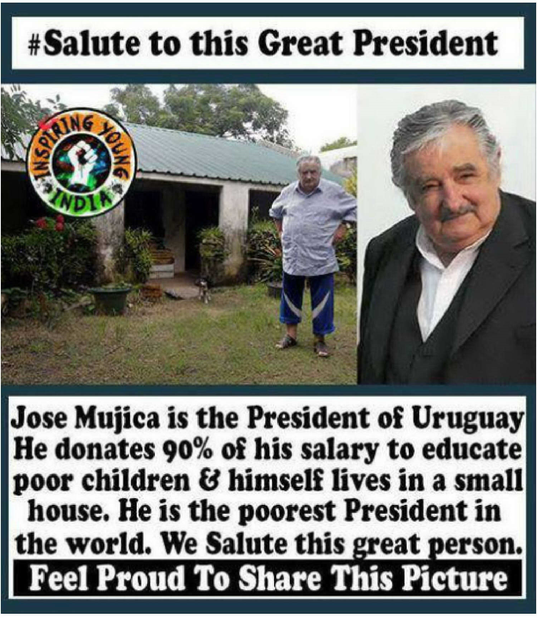 #Salute to this Great President
INSPIRING YOUNG
INDIA
Jose Mujica is the President of Uruguay
He donates 90% of his salary to educate
poor children & himself lives in a small
house. He is the poorest President in
the world. We Salute this great person.
Feel Proud To Share This Picture